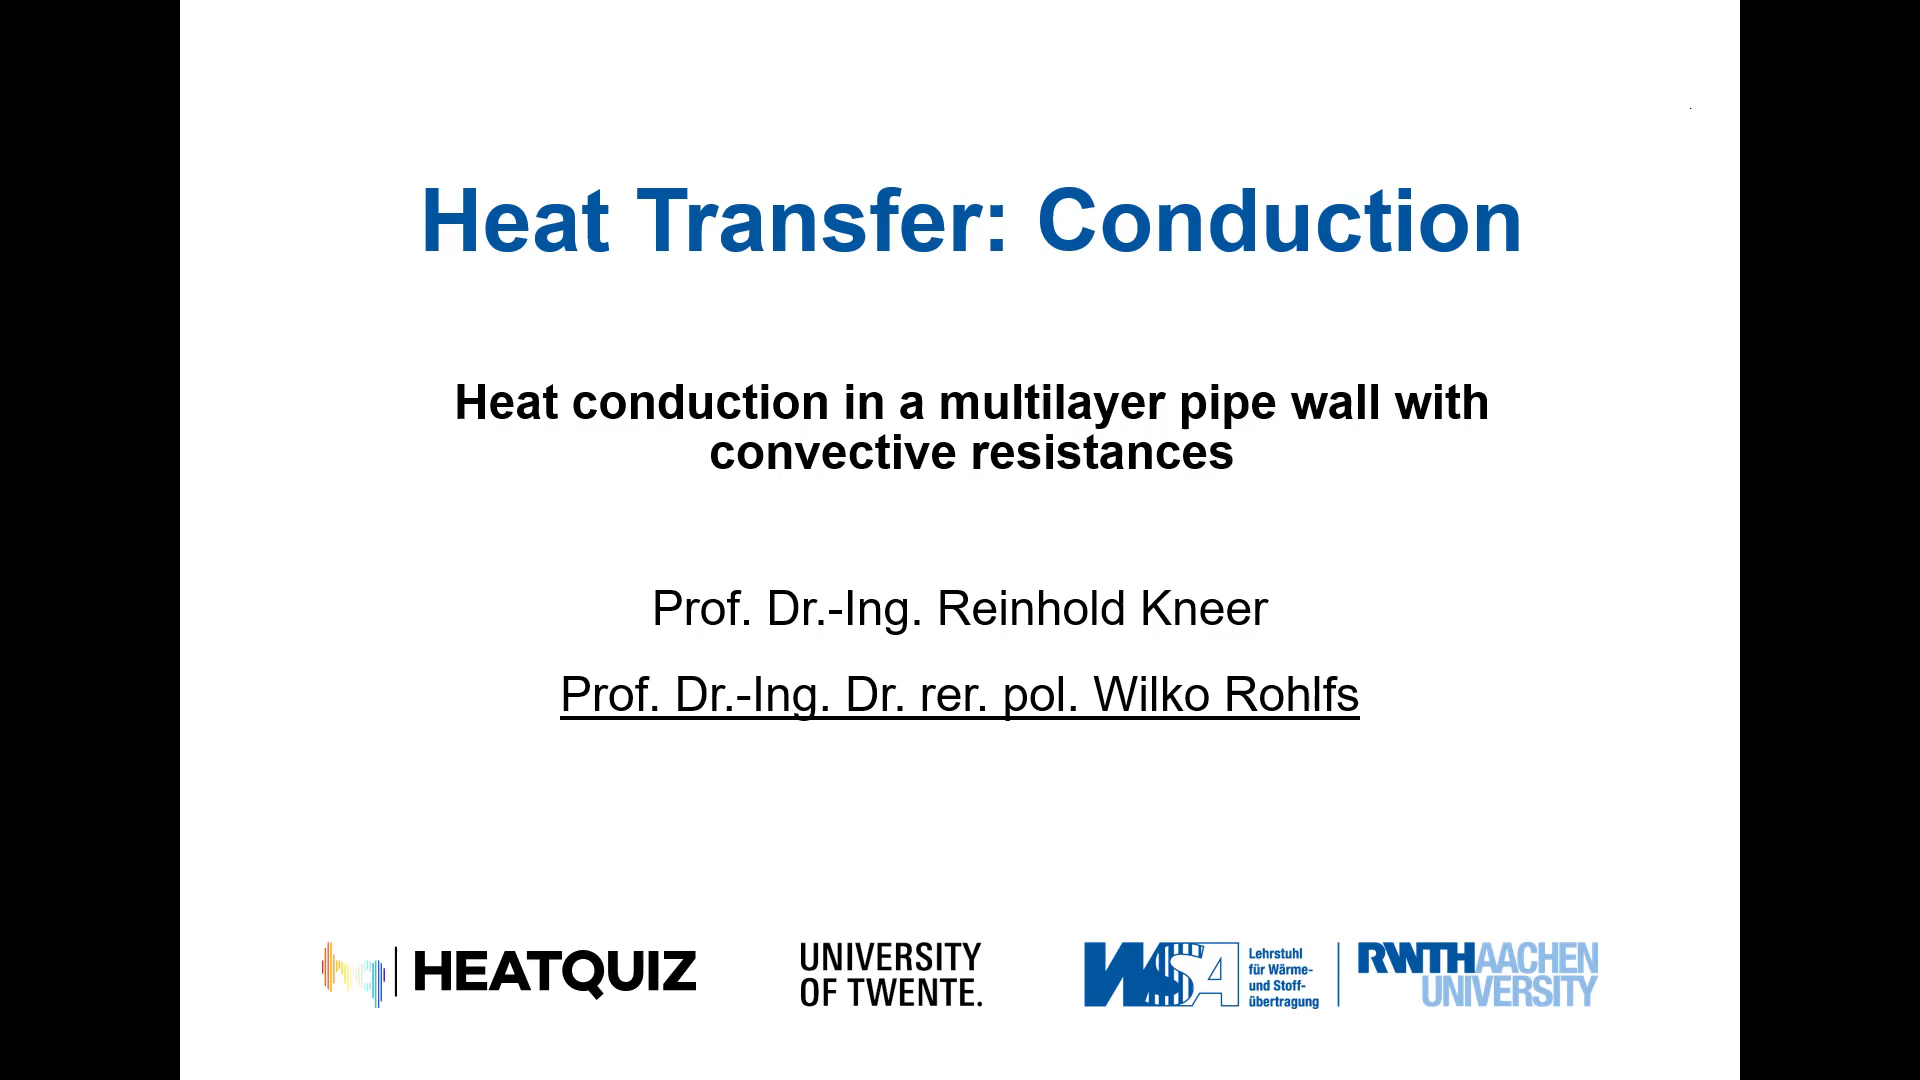 Heat Transfer: Conduction
Heat conduction in a multilayer pipe wall with
convective resistances
Prof. Dr.-Ing. Reinhold Kneer
Prof. Dr.-Ing. Dr. rer. pol. Wilko Rohlfs
HEATQUIZ
UNIVERSITY
OF TWENTE.
WSA
Lehrstuhl
für Wärme-
und Stoff-
übertragung
RWTHAACHEN
UNIVERSITY